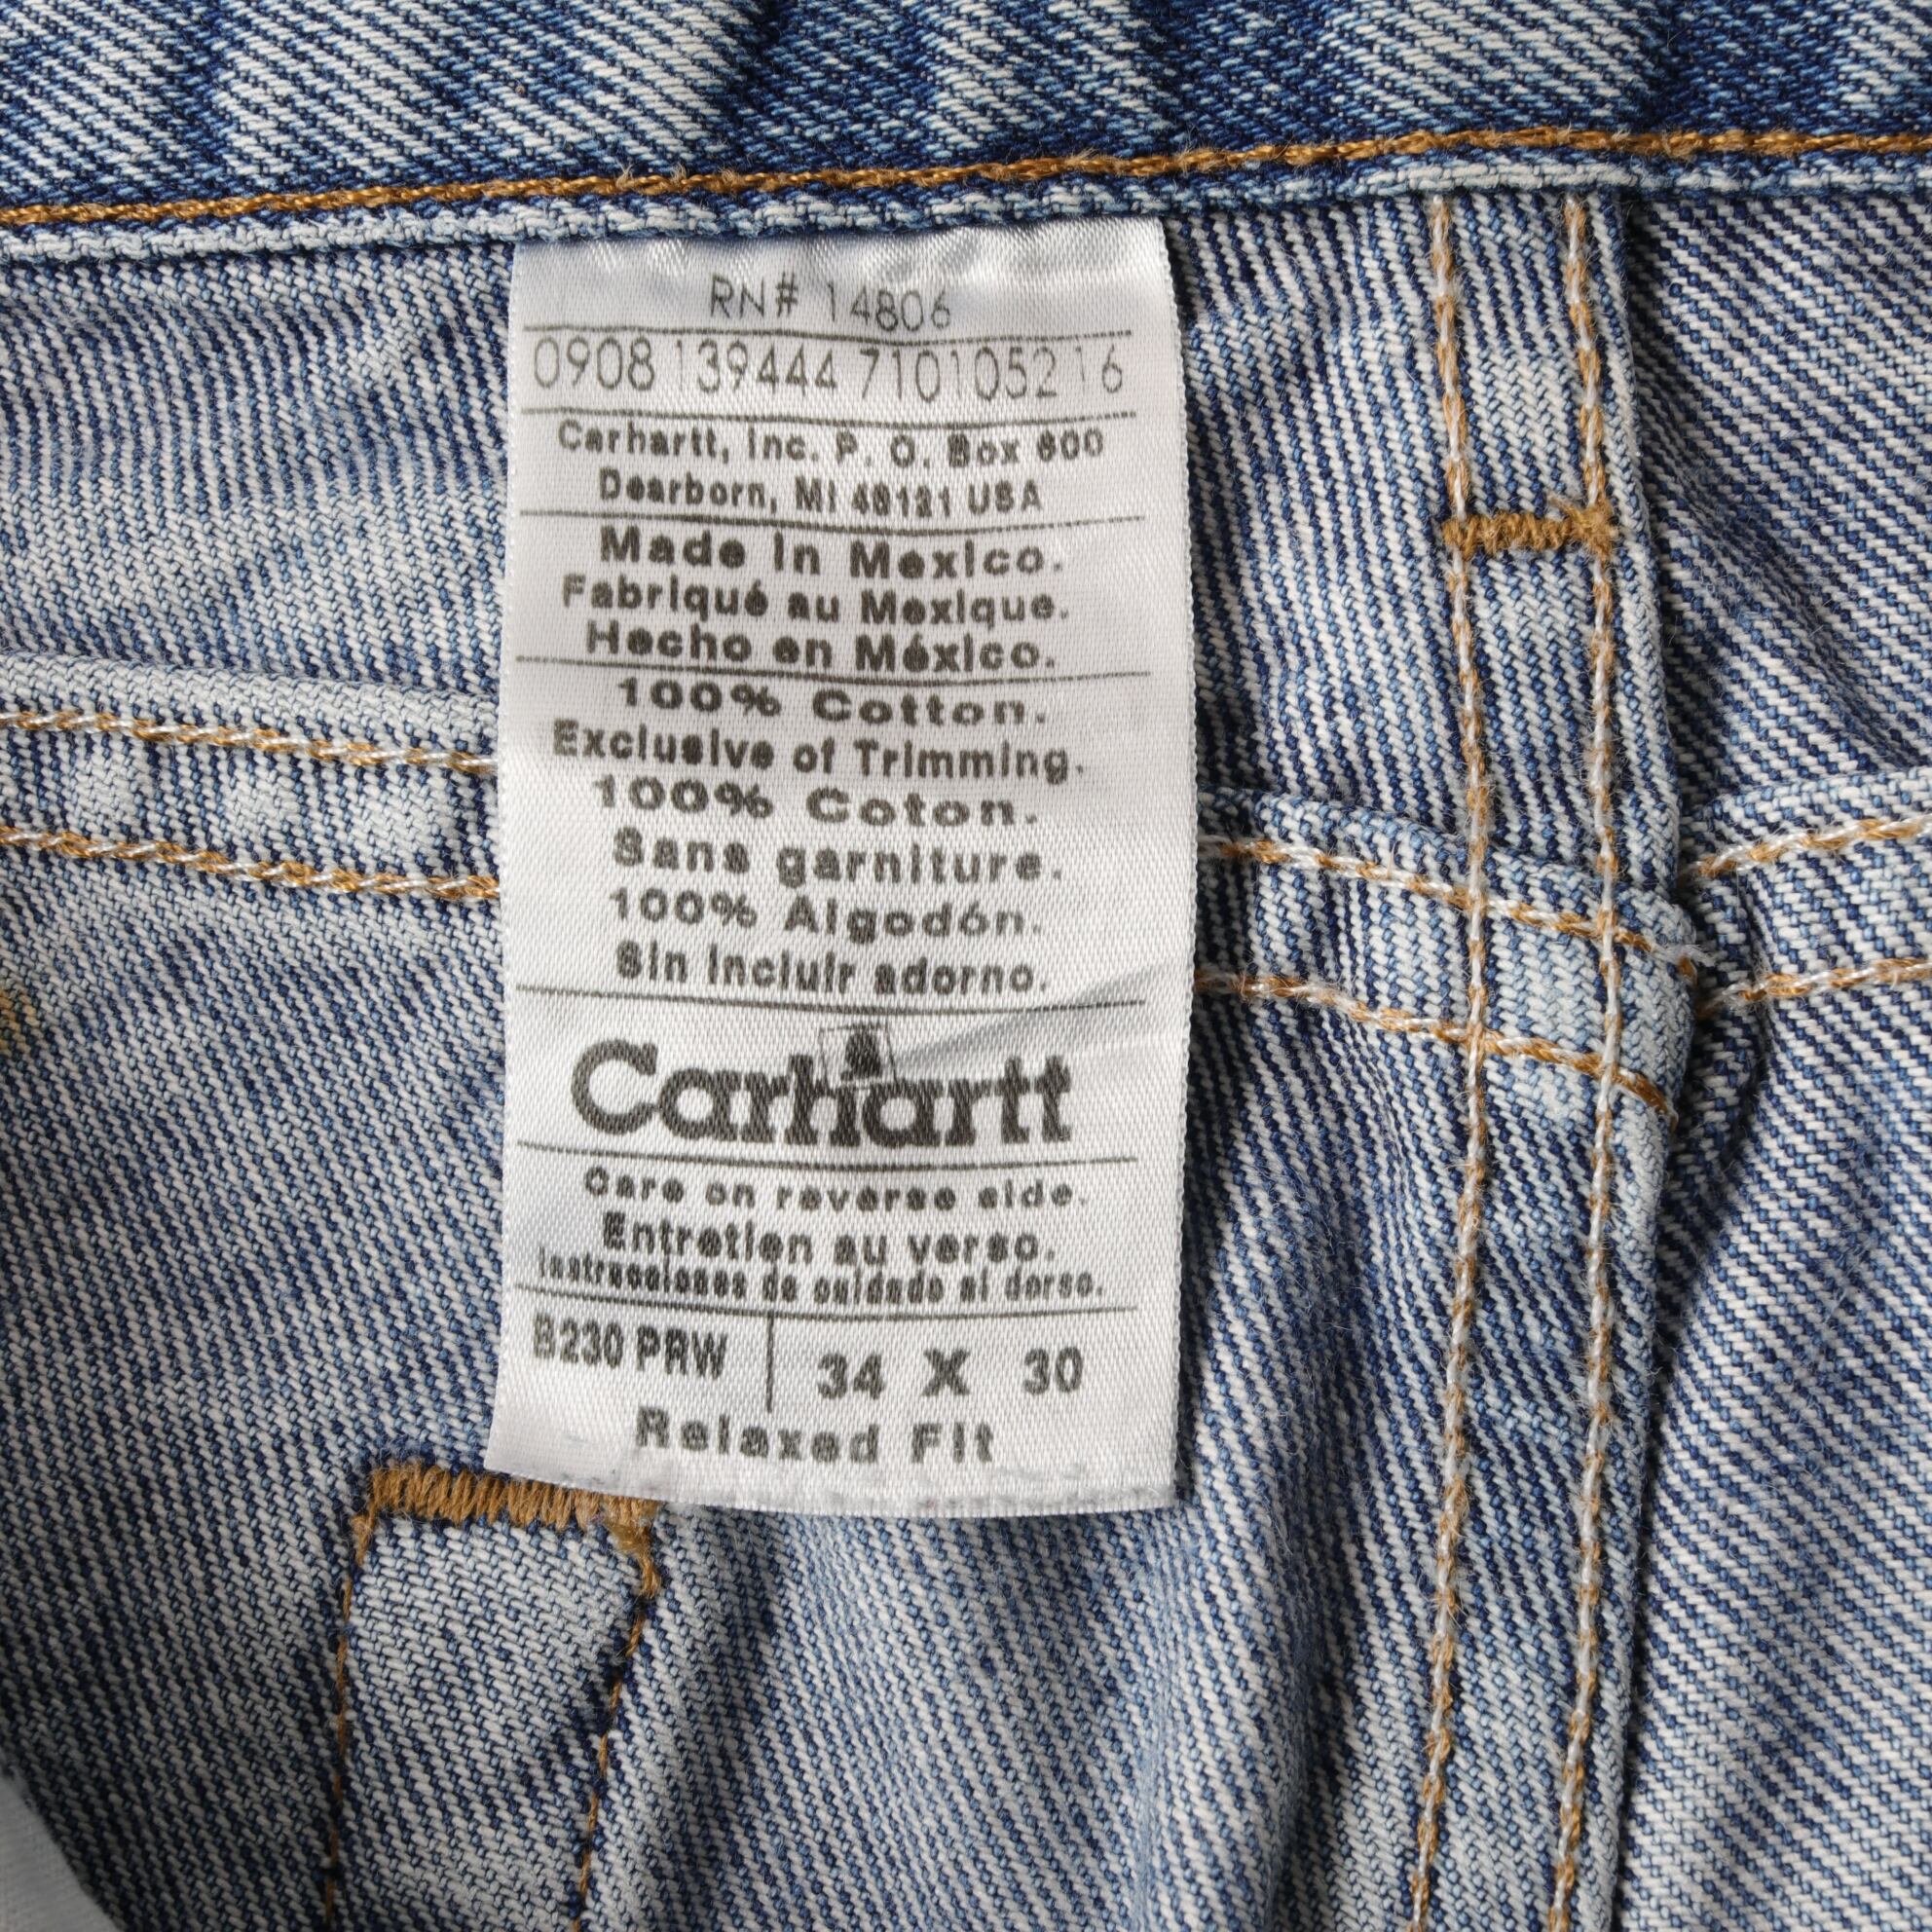 RN# 14806
0908 139444 7101052 16
Carhartt, Inc. P. O. Box 600
Dearborn, MI 48121 USA
Made in Mexico.
Fabriqué au Mexique.
Hecho en México.
100% Cotton.
Exclusive of Trimming.
100% Coton.
Sans garniture.
100% Algodón.
Sin incluir adorno.
Carhartt
Care on reverse side.
Entretien au verso.
Instrucciones de cuidado al dorso.
B230 PRW 34 X 30
Relaxed Fit